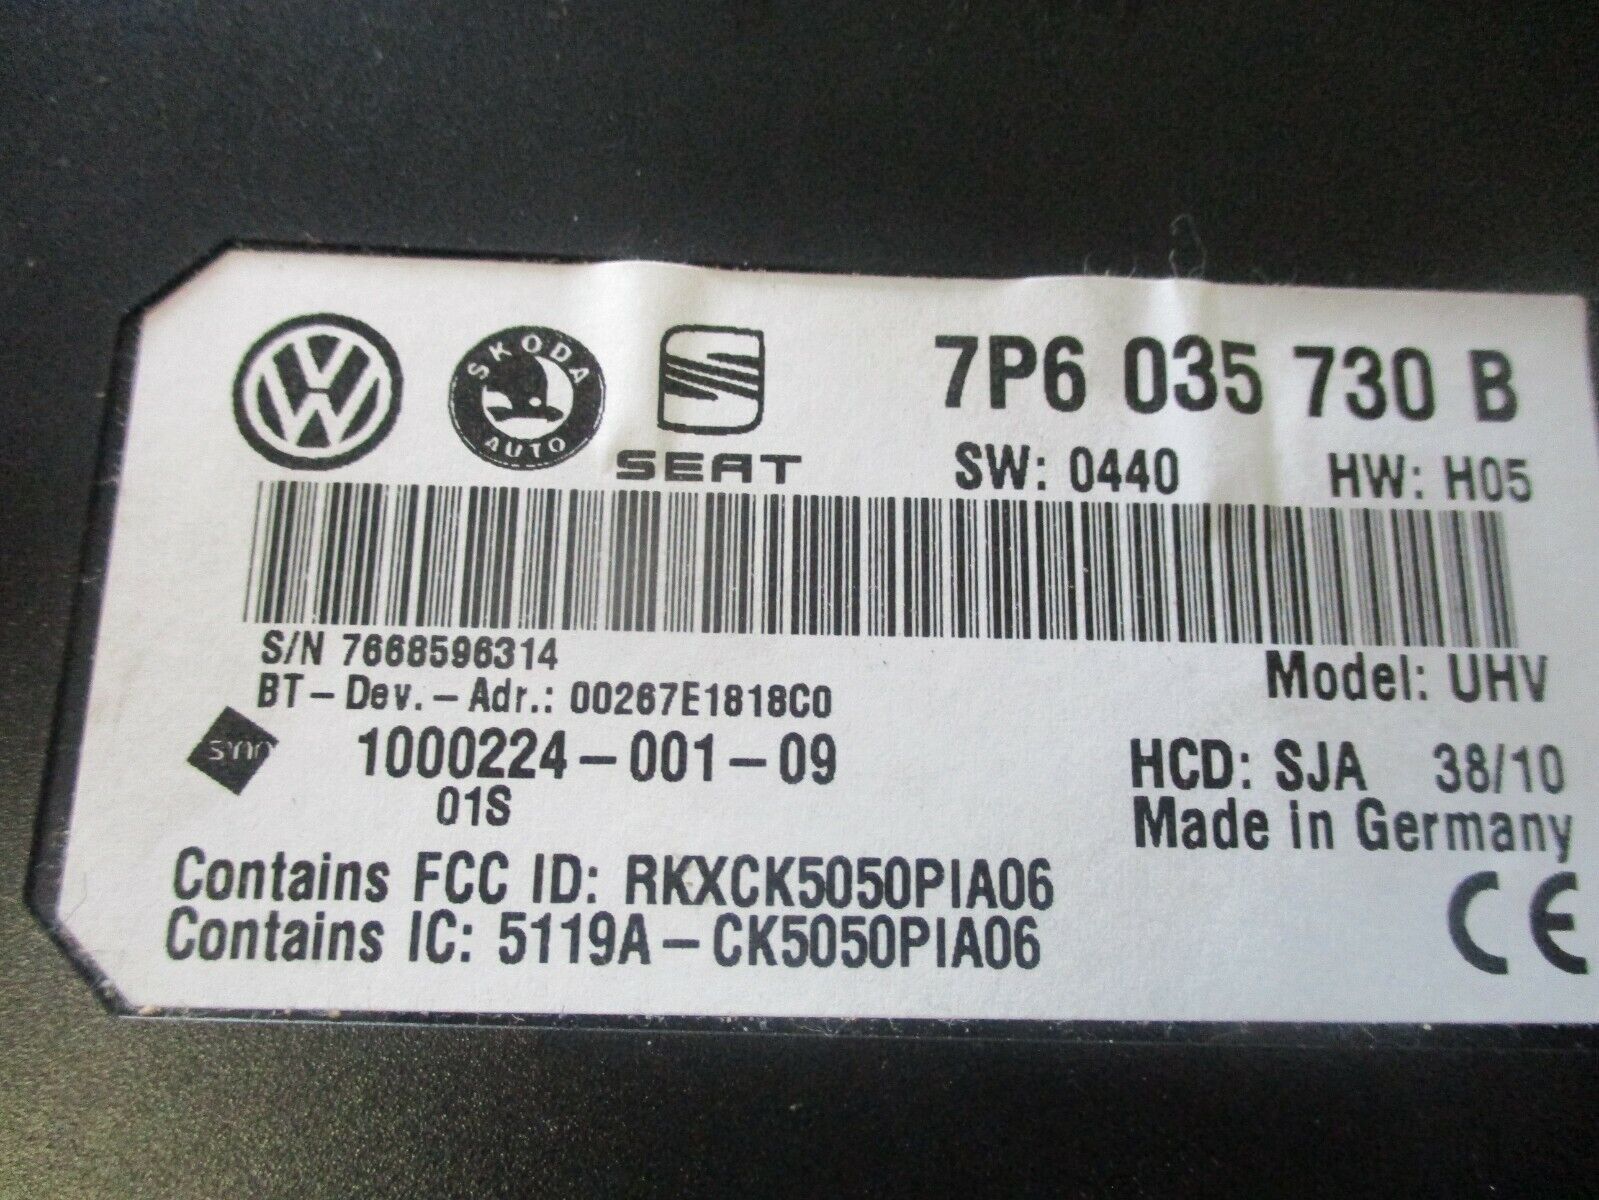 SKODA AUTO
SEAT
7P6 035 730 B
SW: 0440 HW: H05
S/N 7668596314
BT-Dev.-Adr.: 00267E1818C0
Model: UHV
1000224-001-09
01S
HCD: SJA 38/10
Made in Germany
Contains FCC ID: RKXCK5050PIA06
Contains IC: 5119A-CK5050PIA06
CE